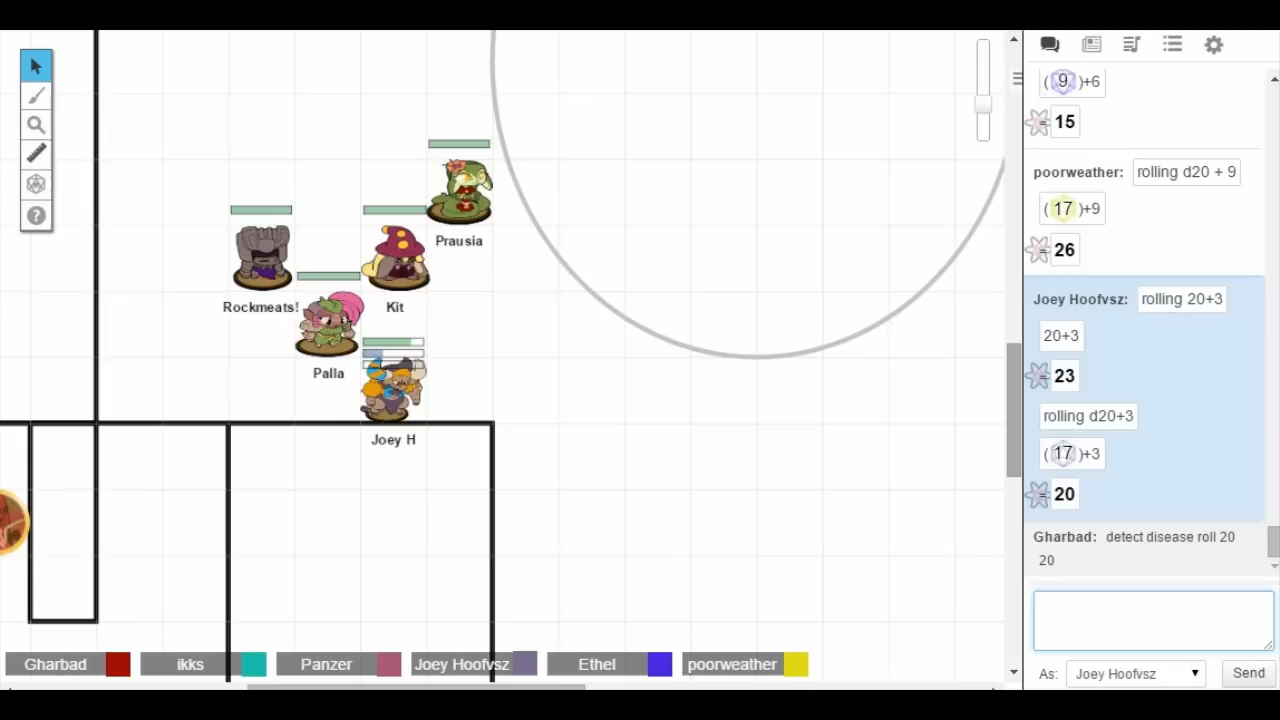 Prausia
Rockmeats!
Kit
Palla
Joey H
Gharbad
ikks
Panzer
Joey Hoofvsz
Ethel
poorweather
(9)+6
= 15
poorweather: rolling d20 + 9
(17)+9
= 26
Joey Hoofvsz: rolling 20+3
20+3
= 23
rolling d20+3
(17)+3
= 20
Gharbad: detect disease roll 20
20
As: Joey Hoofvsz Send